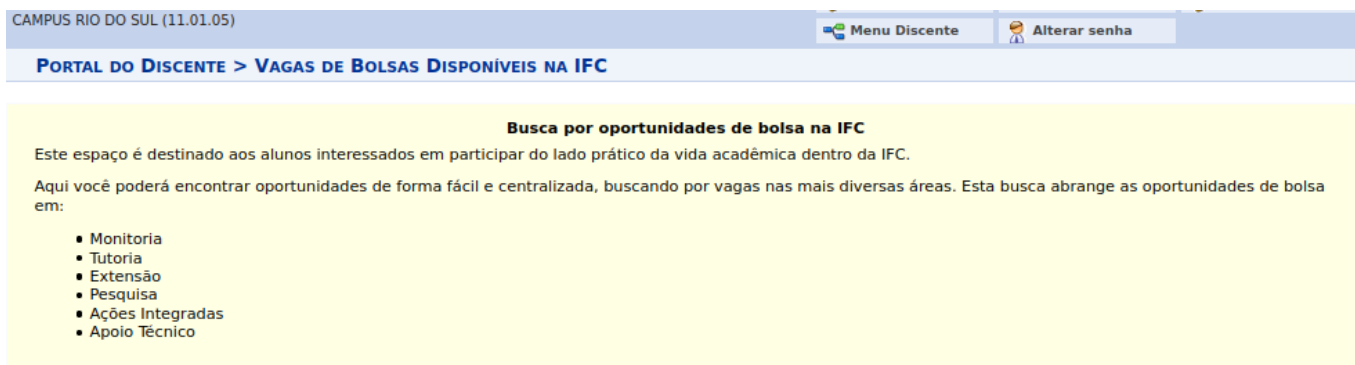 CAMPUS RIO DO SUL (11.01.05)
Menu Discente
Alterar senha
PORTAL DO DISCENTE > VAGAS DE BOLSAS DISPONÍVEIS NA IFC
Busca por oportunidades de bolsa na IFC
Este espaço é destinado aos alunos interessados em participar do lado prático da vida acadêmica dentro da IFC.
Aqui você poderá encontrar oportunidades de forma fácil e centralizada, buscando por vagas nas mais diversas áreas. Esta busca abrange as oportunidades de bolsa
em:
• Monitoria
• Tutoria
• Extensão
• Pesquisa
• Ações Integradas
• Apoio Técnico